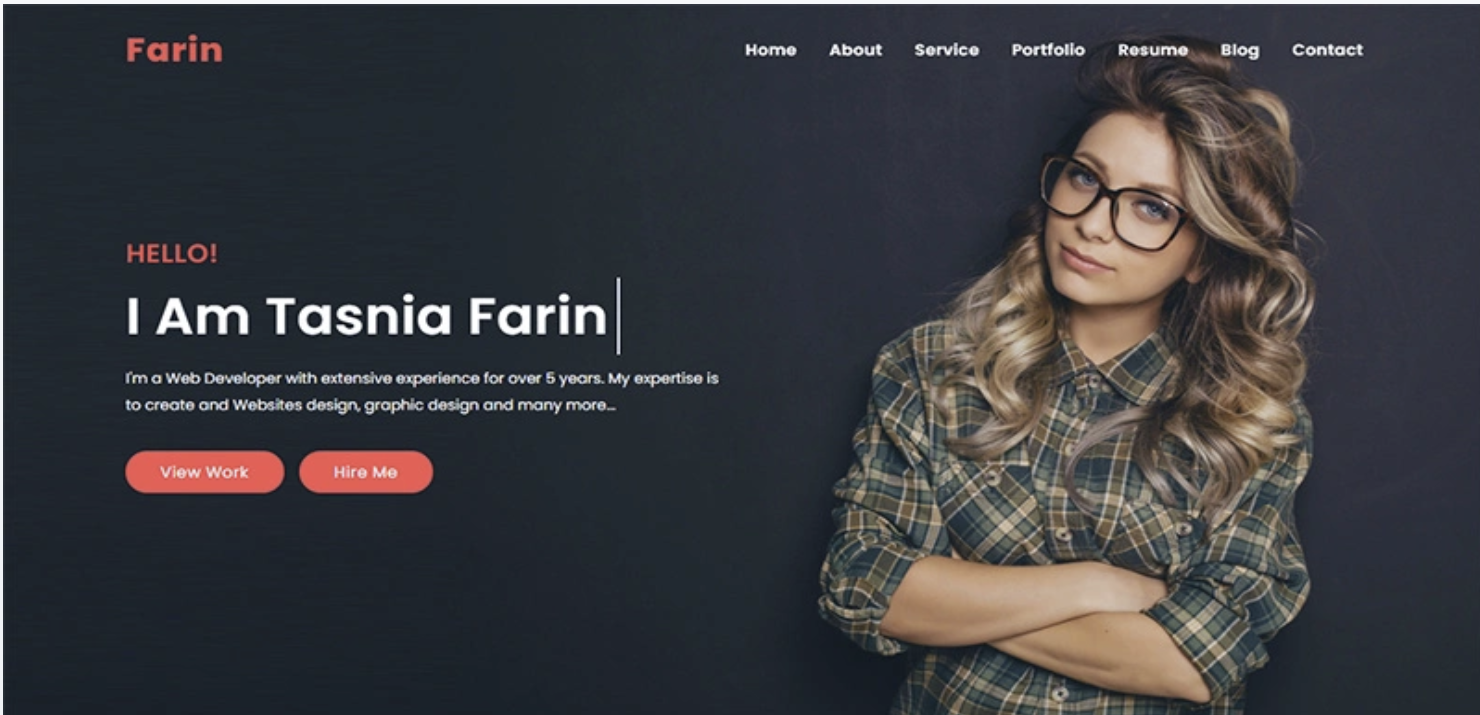 Farin
Home About Service Portfolio Resume Blog Contact
HELLO!
I Am Tasnia Farin
I'm a Web Developer with extensive experience for over 5 years. My expertise is
to create and Websites design, graphic design and many more...
View Work Hire Me